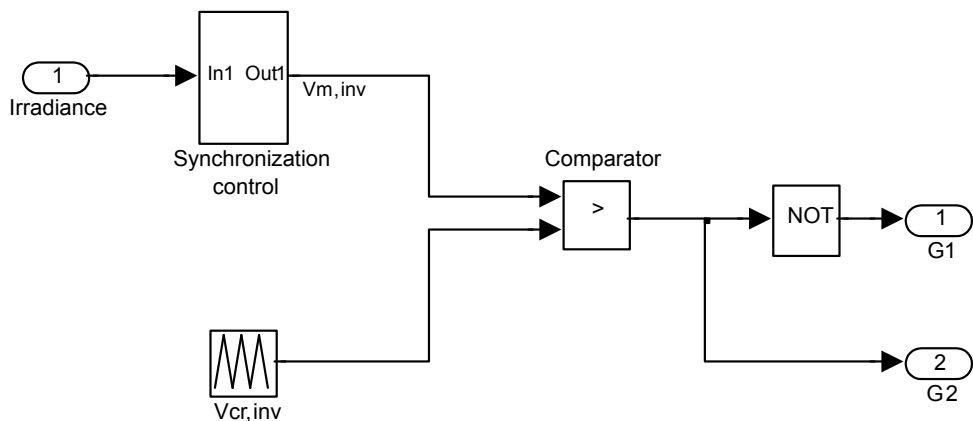 1
Irradiance
In1 Out1
Vm,inv
Synchronization
control
Comparator
>
NOT
1
G1
2
G2
Vcr,inv